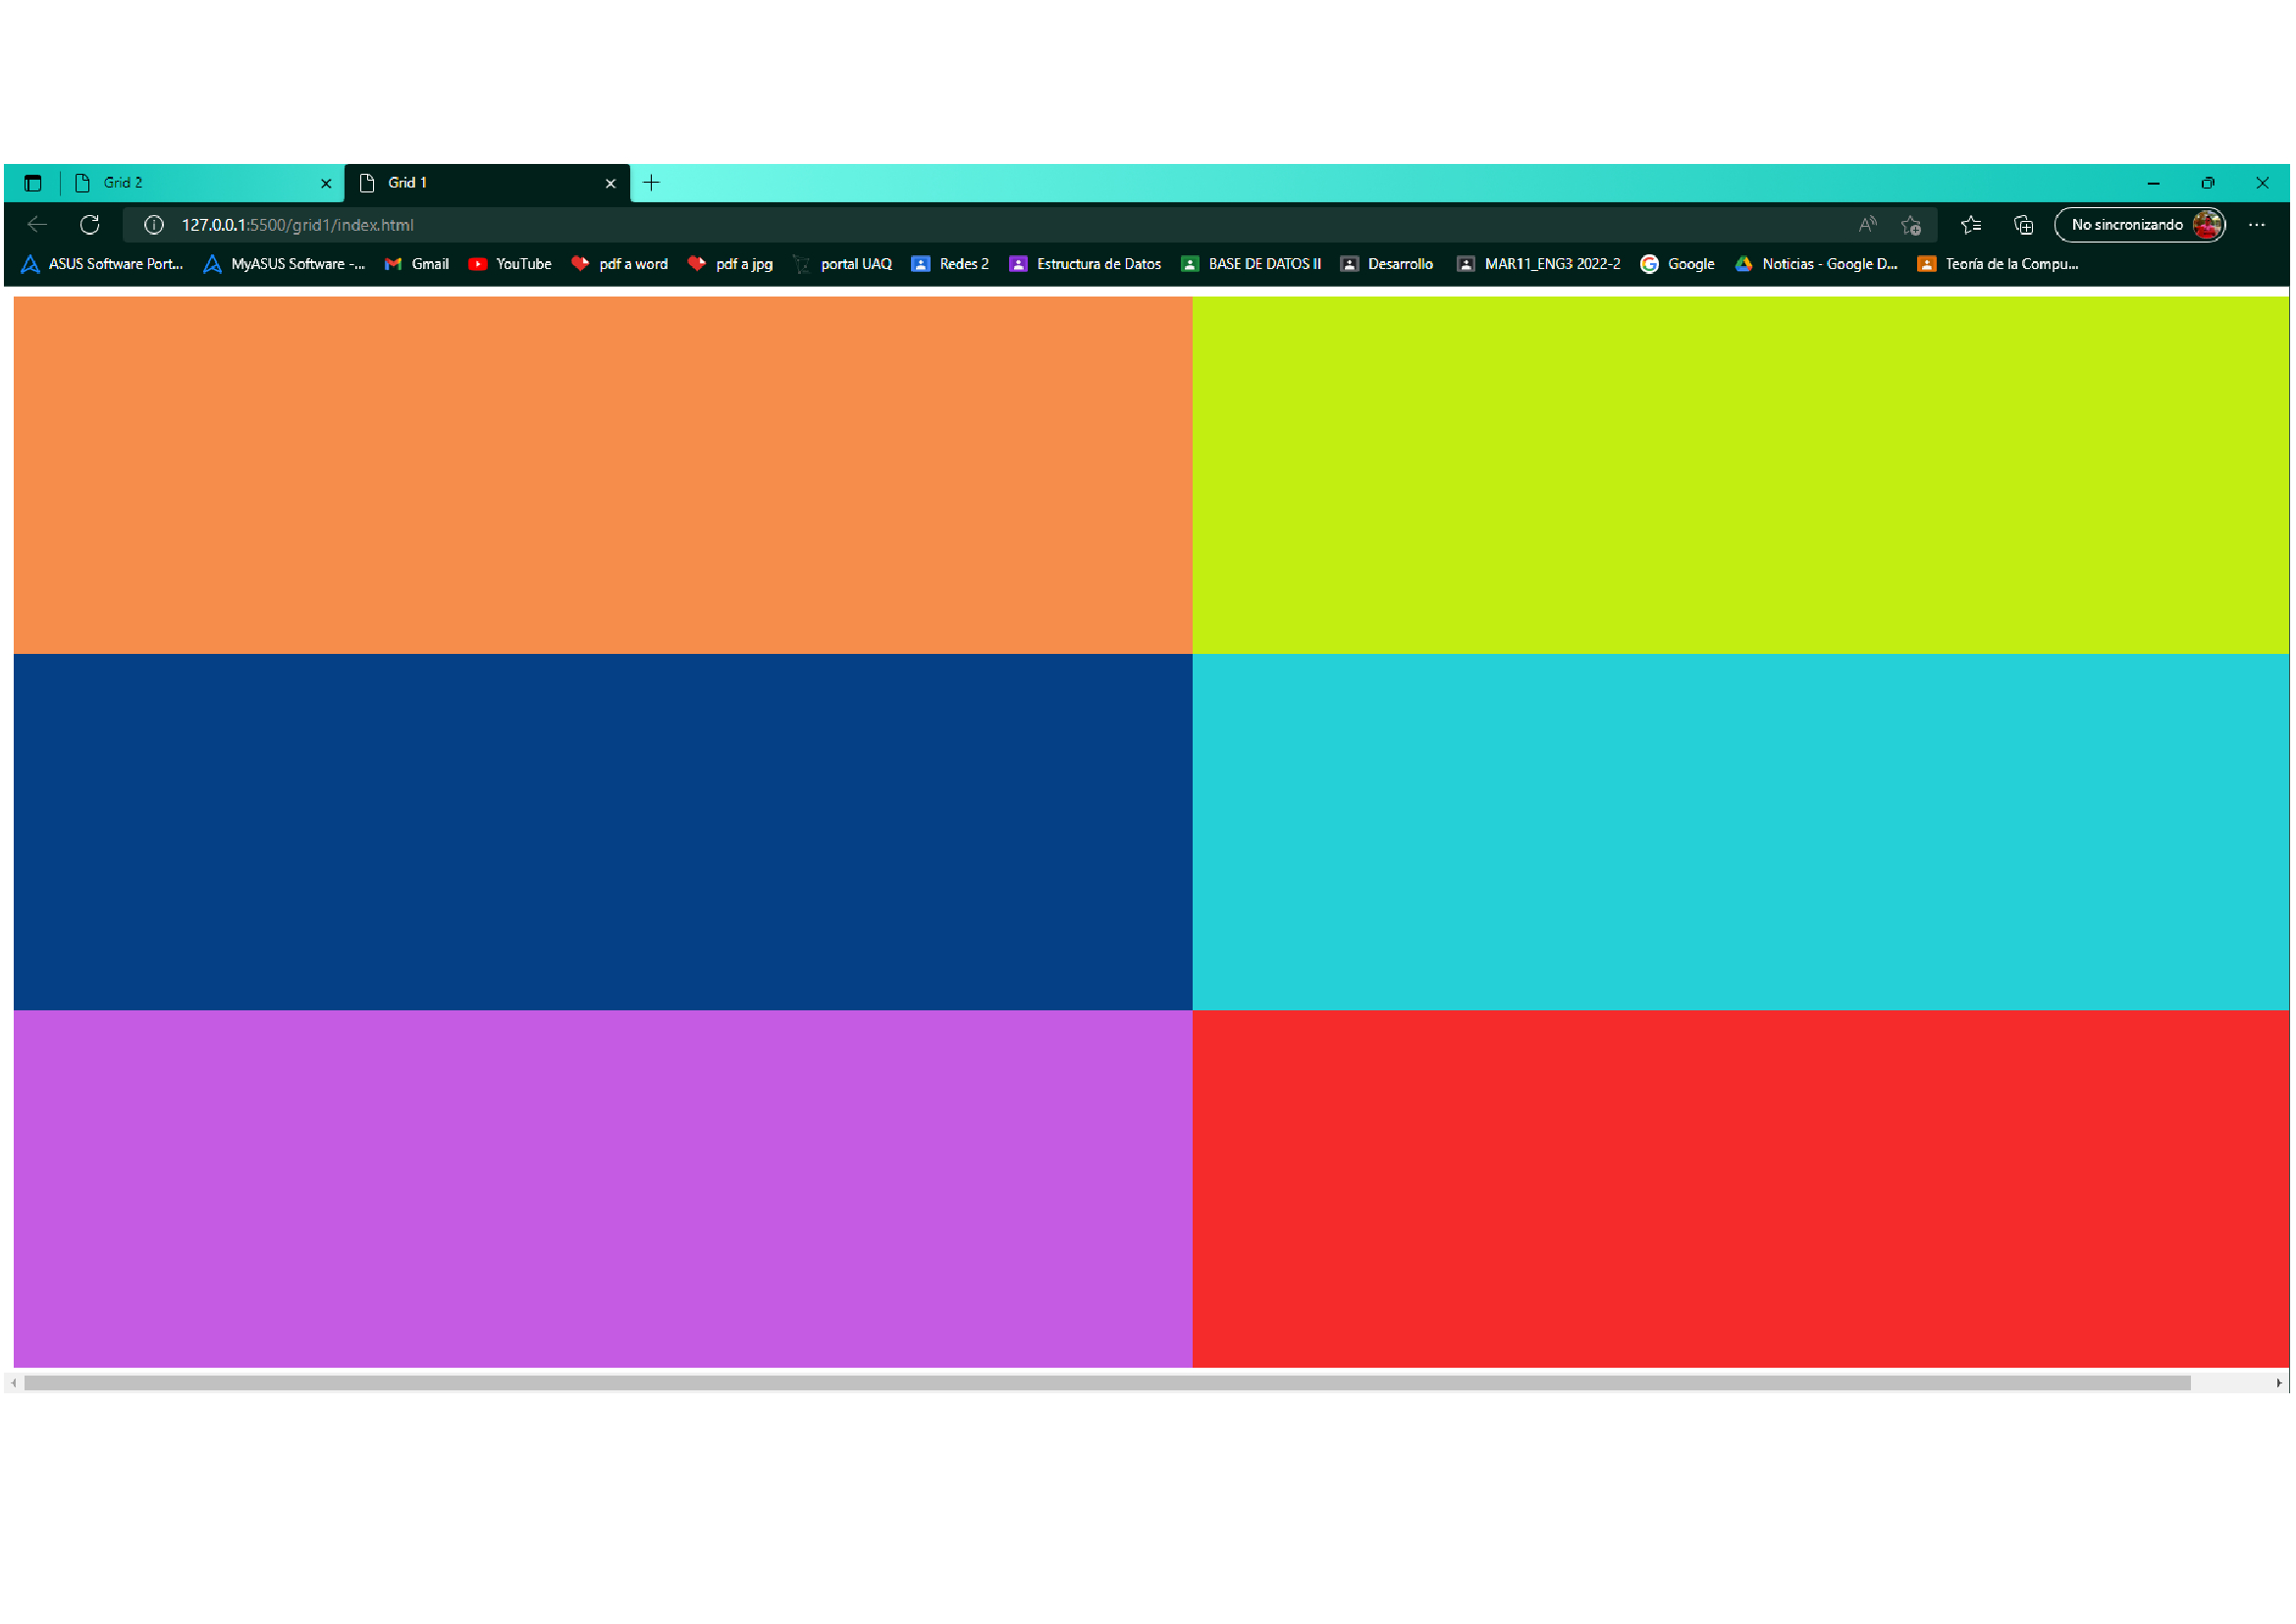 Grid 2 Grid 1
127.0.0.1:5500/grid1/index.html No sincronizando
ASUS Software Port... MyASUS Software -... Gmail YouTube pdf a word pdf a jpg portal UAQ Redes 2 Estructura de Datos BASE DE DATOS II Desarrollo MAR11_ENG3 2022-2 Google Noticias - Google D... Teoría de la Compu...